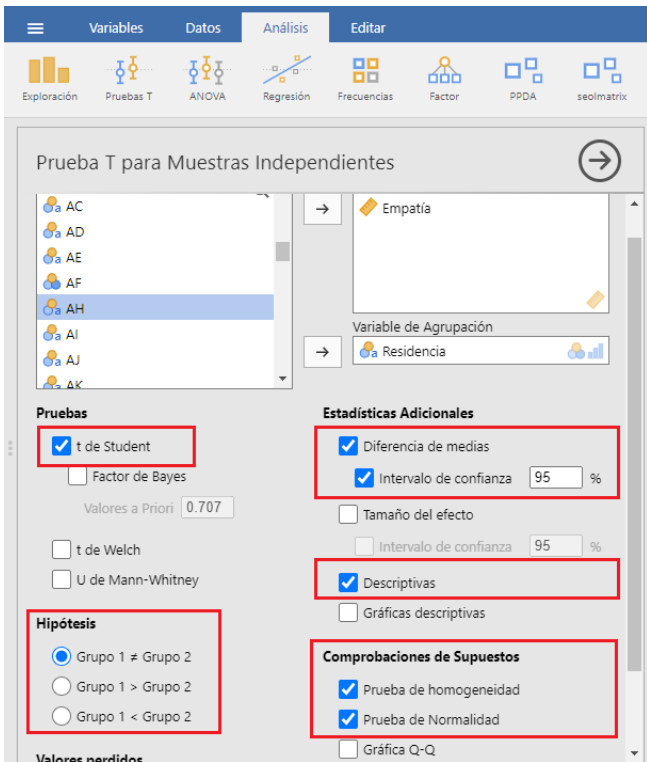 Variables Datos Análisis Editar
Exploración Pruebas T ANOVA Regresión Frecuencias Factor PPDA seolmatrix
Prueba T para Muestras Independientes
a AC
a AD
a AE
AF
a AH
a AI
a AJ
a AK
Empatía
Variable de Agrupación
a Residencia
Pruebas
t de Student
Factor de Bayes
Valores a Priori 0.707
t de Welch
U de Mann-Whitney
Hipótesis
Grupo 1 ≠ Grupo 2
Grupo 1 > Grupo 2
Grupo 1 < Grupo 2
Valores perdidos
Estadísticas Adicionales
Diferencia de medias
Intervalo de confianza 95 %
Tamaño del efecto
Intervalo de confianza 95 %
Descriptivas
Gráficas descriptivas
Comprobaciones de Supuestos
Prueba de homogeneidad
Prueba de Normalidad
Gráfica Q-Q